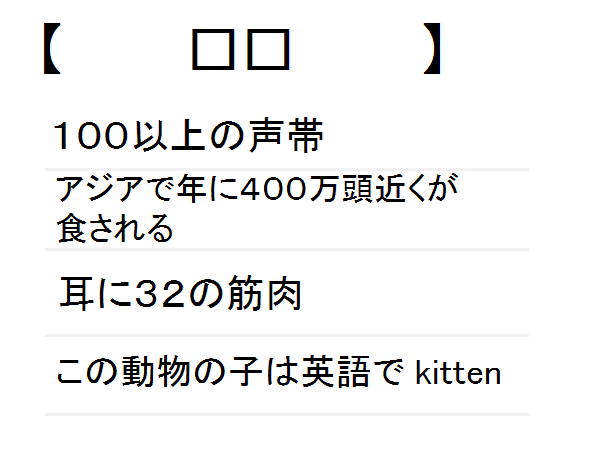 【 □□ 】
１００以上の声帯
アジアで年に４００万頭近くが
食される
耳に３２の筋肉
この動物の子は英語で kitten